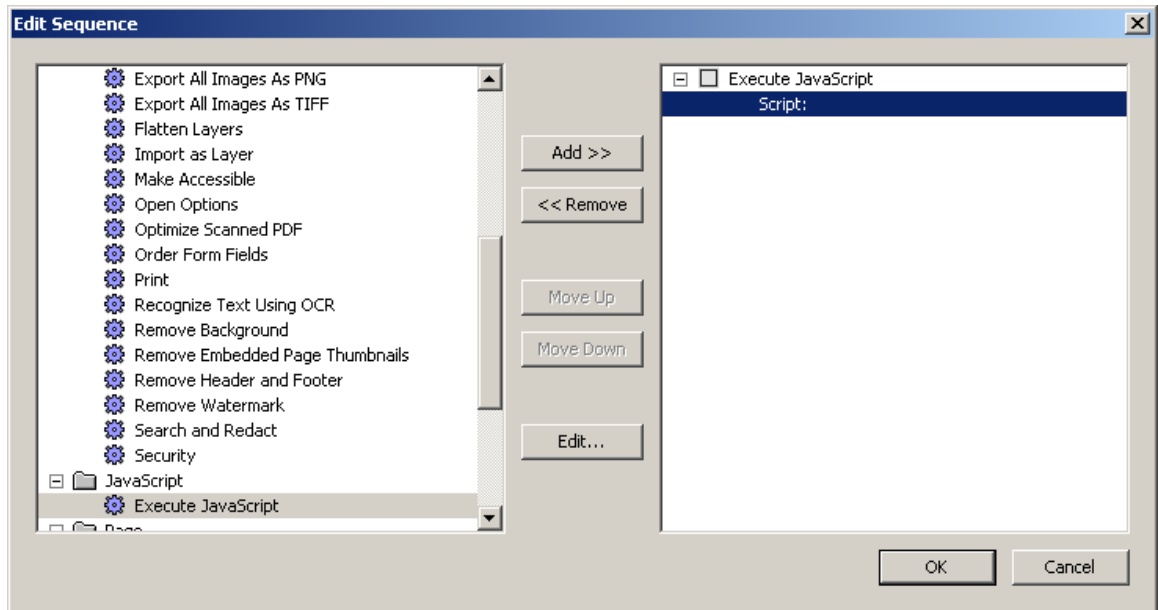 Edit Sequence
Export All Images As PNG
Export All Images As TIFF
Flatten Layers
Import as Layer
Make Accessible
Open Options
Optimize Scanned PDF
Order Form Fields
Print
Recognize Text Using OCR
Remove Background
Remove Embedded Page Thumbnails
Remove Header and Footer
Remove Watermark
Search and Redact
Security
JavaScript
Execute JavaScript
Page
Add >>
<< Remove
Move Up
Move Down
Edit...
Execute JavaScript
Script:
OK
Cancel